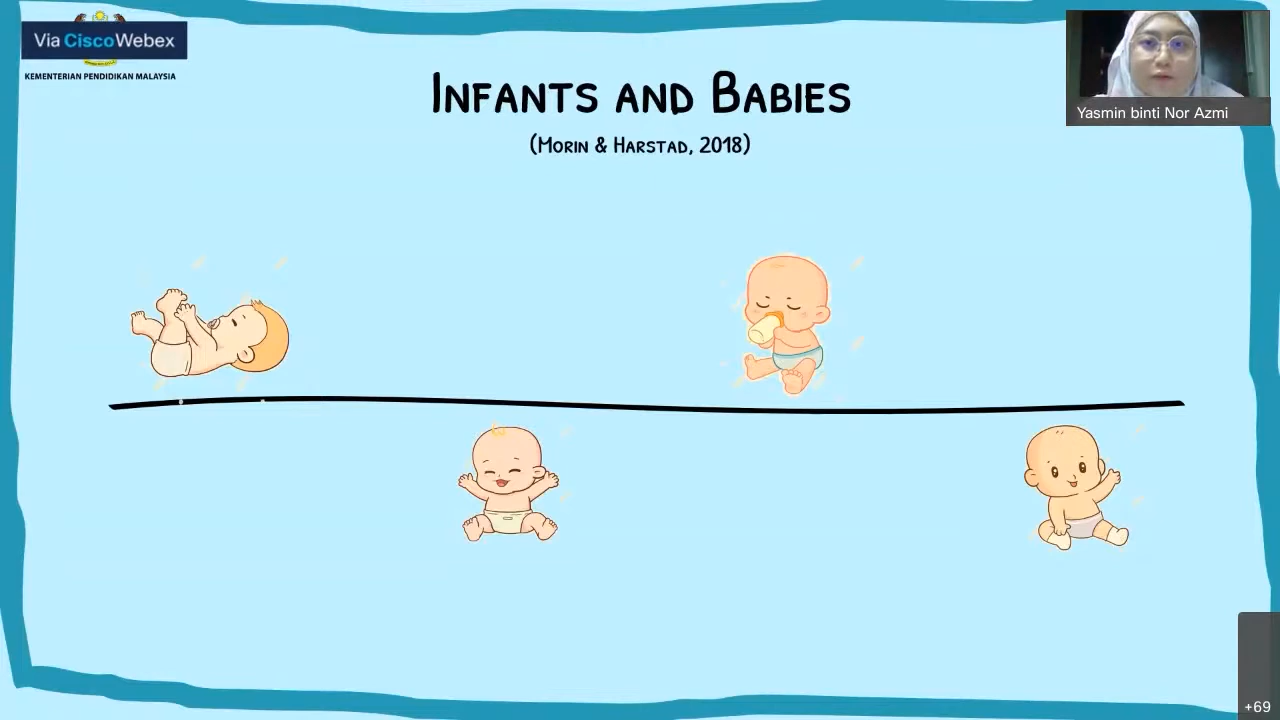 Via CiscoWebex
KEMENTERIAN PENDIDIKAN MALAYSIA
INFANTS AND BABIES
(MORIN & HARSTAD, 2018)
Yasmin binti Nor Azmi
+69